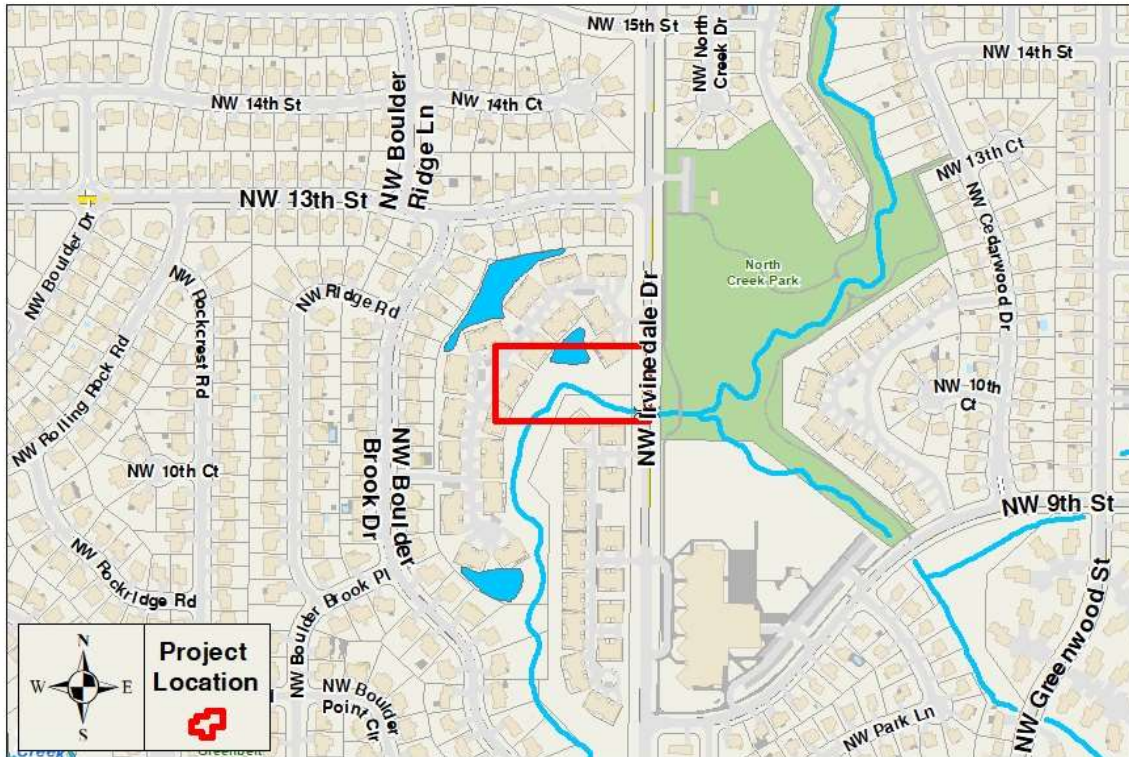 NW 15th St
NW North
Creek Dr
NW 14th St
NW 14th St
NW 14th Ct
NW Boulder
Ridge Ln
NW 13th Ct
NW 13th St
NW Boulder Dr
NW Cedarwood Dr
North
Creek Park
NW Rockcrest Rd
NW Ridge Rd
NW Irvinedale Dr
NW Rolling Rock Rd
NW 10th
Ct
NW 10th Ct
NW Boulder
Brook Dr
NW 9th St
NW Rockridge Rd
NW Boulder Brook Pl
NW Greenwood St
NW Boulder
Point Cir
NW Park Ln
N
W
E
S
Project
Location
Creek
Greenbelt